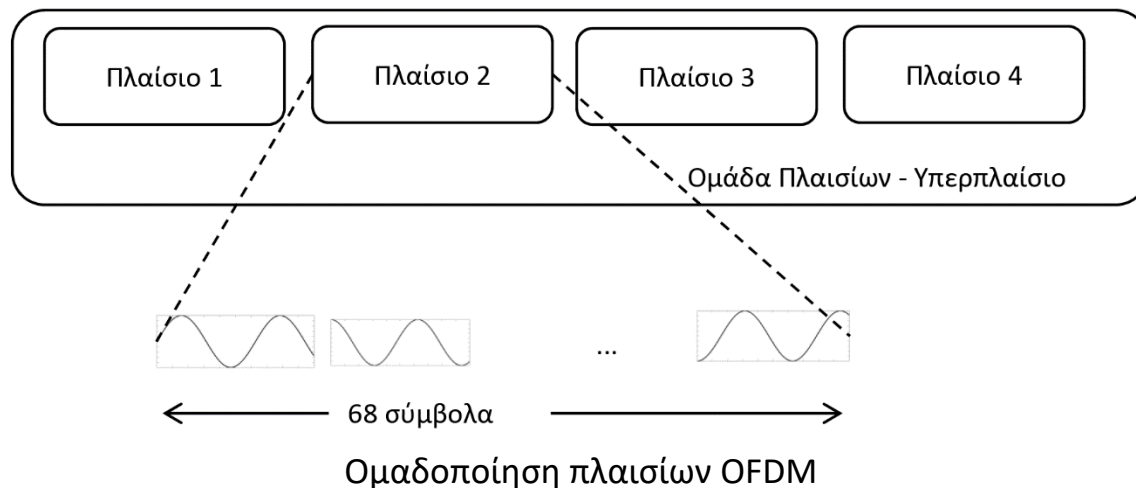 Πλαίσιο 1
Πλαίσιο 2
Πλαίσιο 3
Πλαίσιο 4
Ομάδα Πλαισίων - Υπερπλαίσιο
...
68 σύμβολα
Ομαδοποίηση πλαισίων OFDM